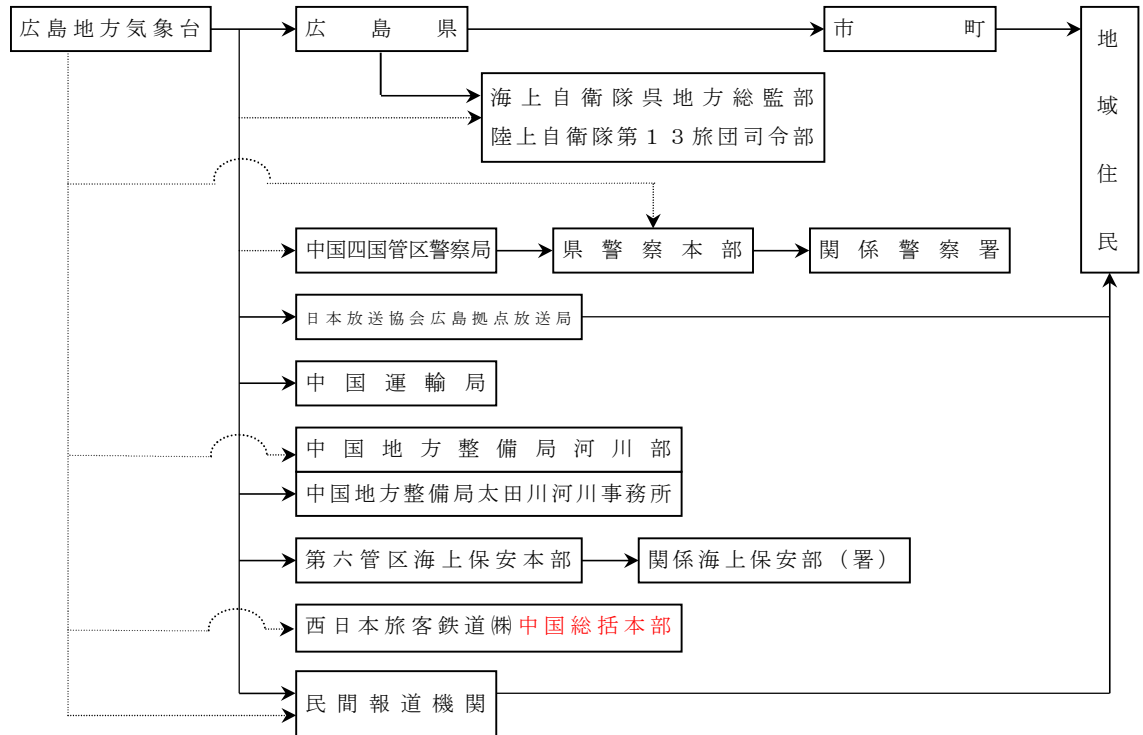 広島地方気象台
広島県
市町
地域住民
海上自衛隊呉地方総監部
陸上自衛隊第１３旅団司令部
中国四国管区警察局
県警察本部
関係警察署
日本放送協会広島拠点放送局
中国運輸局
中国地方整備局河川部
中国地方整備局太田川河川事務所
第六管区海上保安本部
関係海上保安部（署）
西日本旅客鉄道㈱中国総括本部
民間報道機関